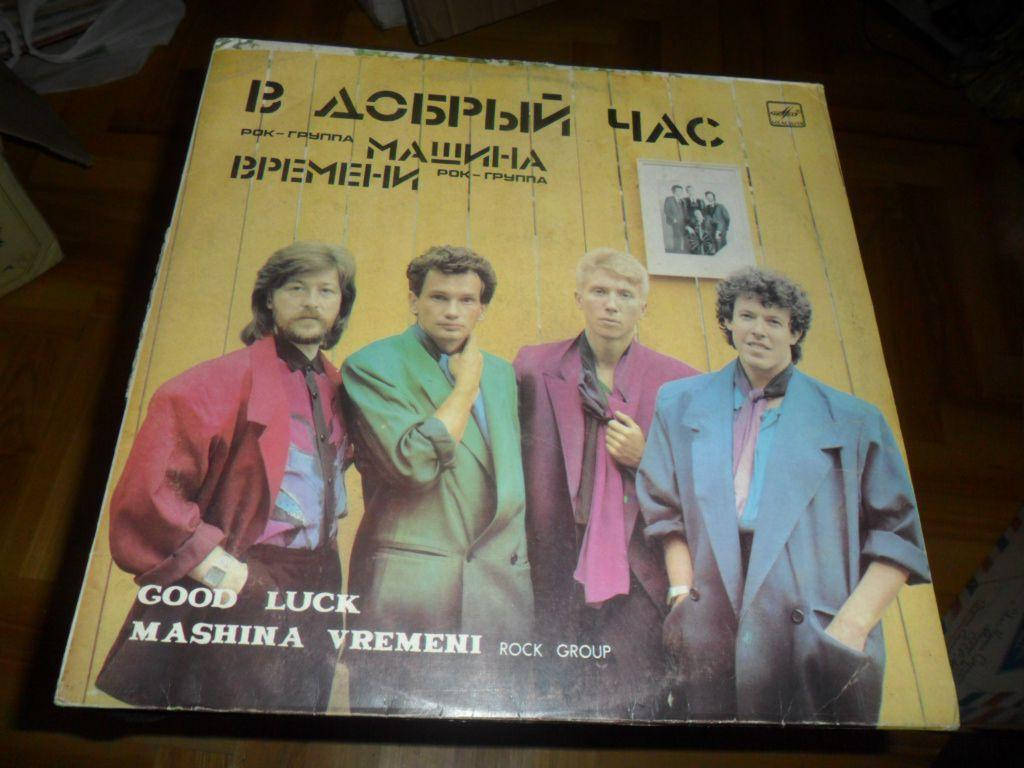 В ДОБРЫЙ ЧАС
РОК-ГРУППА МАШИНА
ВРЕМЕНИ РОК-ГРУППА
GOOD LUCK
MASHINA VREMENI ROCK GROUP